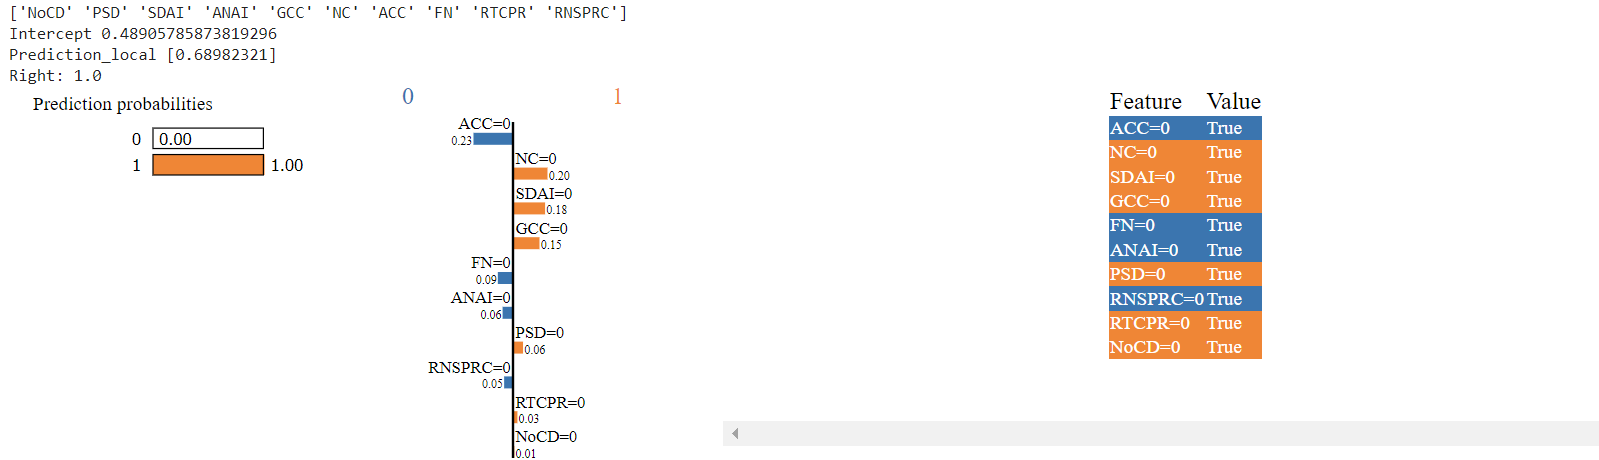 ['NoCD' 'PSD' 'SDAI' 'ANAI' 'GCC' 'NC' 'ACC' 'FN' 'RTCPR' 'RNSPRC']
Intercept 0.48905785873819296
Prediction_local [0.68982321]
Right: 1.0
Prediction probabilities
0 0.00
1 1.00
0 1
ACC=0
0.23
NC=0
0.20
SDAI=0
0.18
GCC=0
0.15
FN=0
0.09
ANAI=0
0.06
PSD=0
0.06
RNSPRC=0
0.05
RTCPR=0
0.03
NoCD=0
0.01
Feature Value
ACC=0 True
NC=0 True
SDAI=0 True
GCC=0 True
FN=0 True
ANAI=0 True
PSD=0 True
RNSPRC=0 True
RTCPR=0 True
NoCD=0 True